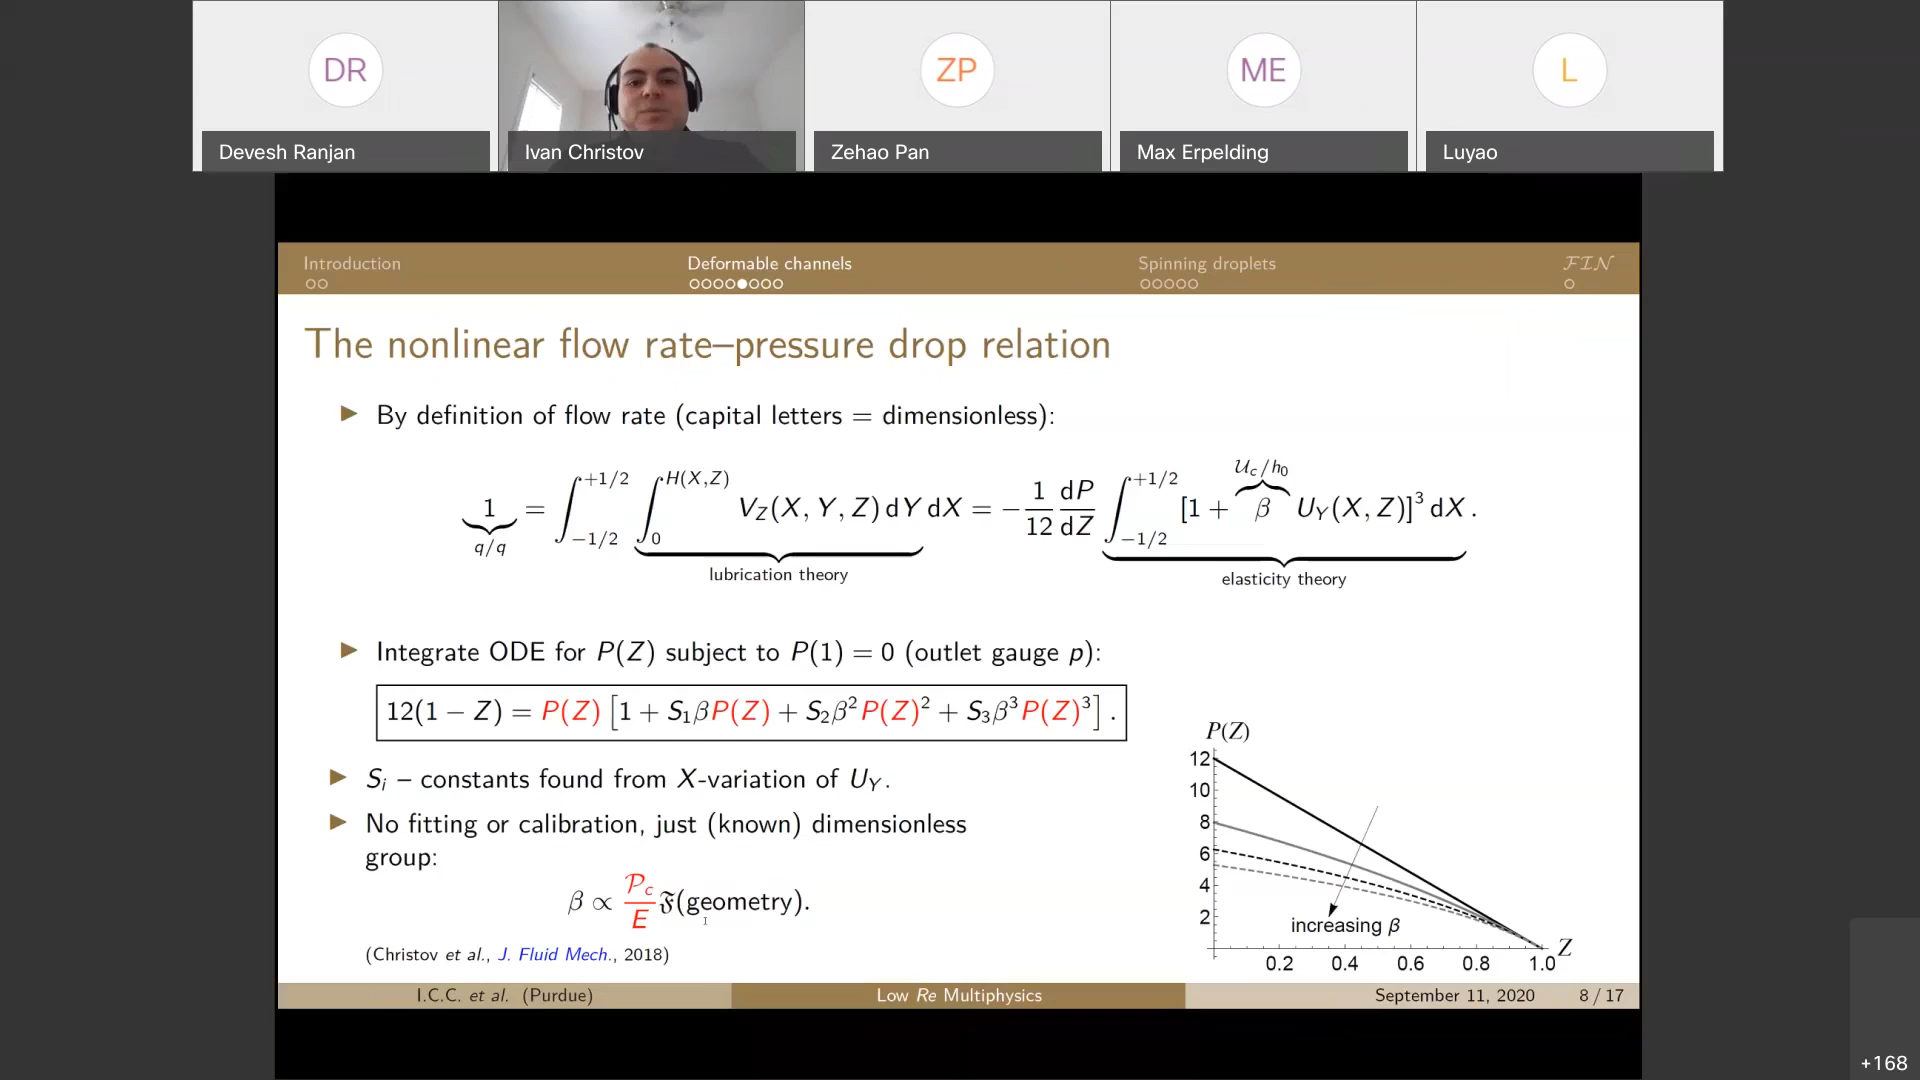 DR
ZP
ME
L
Devesh Ranjan
Ivan Christov
Zehao Pan
Max Erpelding
Luyao
Introduction
Deformable channels
Spinning droplets
FIN
The nonlinear flow rate–pressure drop relation
▶ By definition of flow rate (capital letters = dimensionless):
1 = ∫_{−1/2}^{+1/2} ∫_0^{H(X,Z)} V_Z(X, Y, Z) dY dX = −1/12 dP/dZ ∫_{−1/2}^{+1/2} [1 + β U_Y(X, Z)]³ dX.
q/q
lubrication theory
𝒰_c/h_0
elasticity theory
▶ Integrate ODE for P(Z) subject to P(1) = 0 (outlet gauge p):
12(1 − Z) = P(Z) [1 + S₁βP(Z) + S₂β²P(Z)² + S₃β³P(Z)³] .
▶ S_i – constants found from X-variation of U_Y.
▶ No fitting or calibration, just (known) dimensionless
group:
β ∝ 𝒫_c/E 𝔉(geometry).
(Christov et al., J. Fluid Mech., 2018)
P(Z)
12
10
8
6
4
2
increasing β
Z
0.2 0.4 0.6 0.8 1.0
I.C.C. et al. (Purdue)
Low Re Multiphysics
September 11, 2020
8 / 17
+168